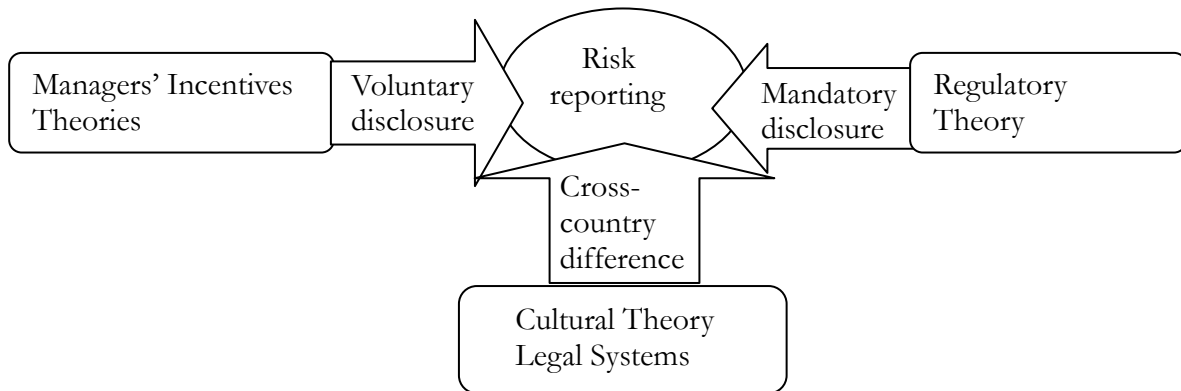 Managers’ Incentives
Theories
Voluntary
disclosure
Risk
reporting
Mandatory
disclosure
Regulatory
Theory
Cross-
country
difference
Cultural Theory
Legal Systems